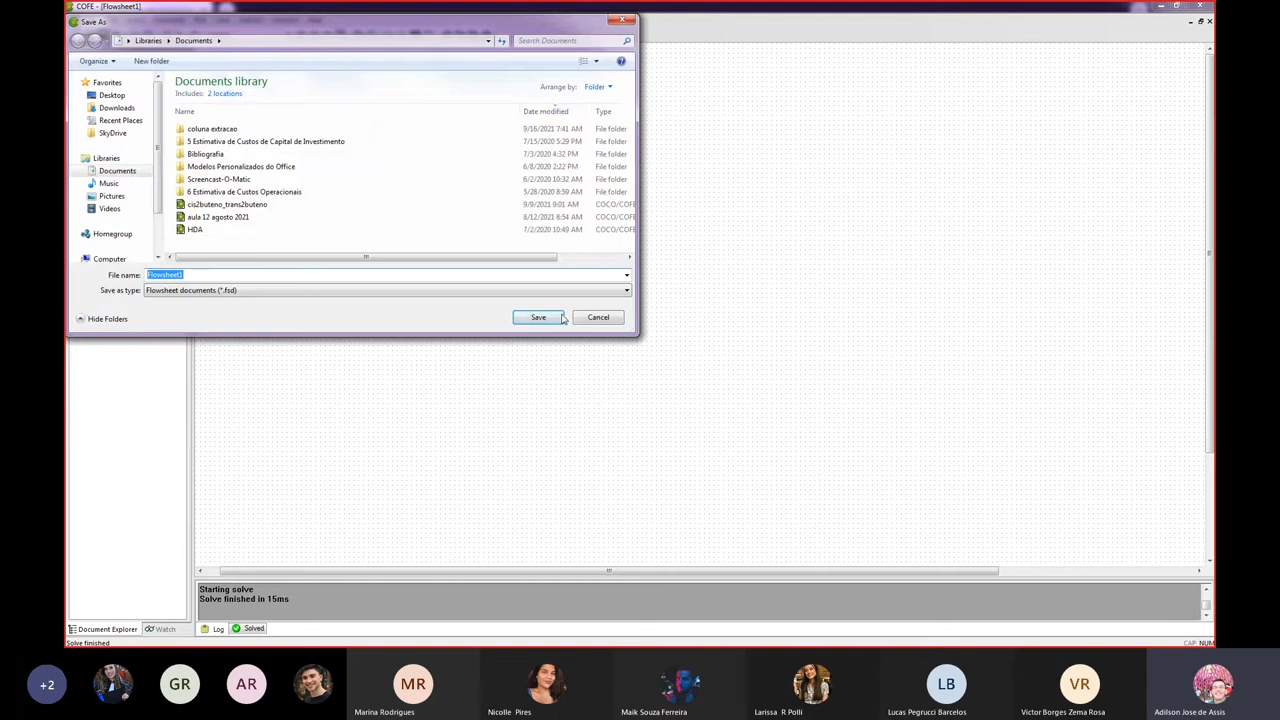 COFE - [Flowsheet1]
Save As
Libraries Documents
Search Documents
Organize New folder
Favorites
Desktop
Downloads
Recent Places
SkyDrive
Libraries
Documents
Music
Pictures
Videos
Homegroup
Computer
Documents library
Includes: 2 locations
Arrange by: Folder
Name Date modified Type
coluna extracao 9/16/2021 7:41 AM File folder
5 Estimativa de Custos de Capital de Investimento 7/15/2020 5:29 PM File folder
Bibliografia 7/3/2020 4:32 PM File folder
Modelos Personalizados do Office 6/8/2020 2:22 PM File folder
Screencast-O-Matic 6/2/2020 10:32 AM File folder
6 Estimativa de Custos Operacionais 5/28/2020 8:59 AM File folder
cis2buteno_trans2buteno 9/9/2021 9:01 AM COCO/COFE
aula 12 agosto 2021 8/12/2021 8:54 AM COCO/COFE
HDA 7/2/2020 10:49 AM COCO/COFE
File name: Flowsheet1
Save as type: Flowsheet documents (*.fsd)
Hide Folders Save Cancel
Starting solve
Solve finished in 15ms
Document Explorer Watch Log Solved
Solve finished CAP NUM
+2 GR AR MR LB VR
Marina Rodrigues Nicolle Pires Maik Souza Ferreira Larissa R Polli Lucas Pegrucci Barcelos Victor Borges Zema Rosa Adilson Jose de Assis